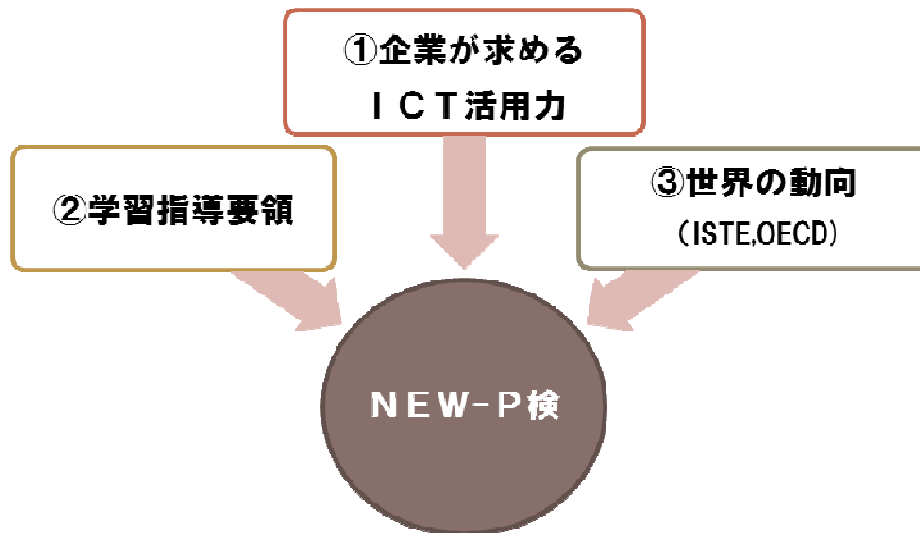 ①企業が求める
ＩＣＴ活用力
②学習指導要領
③世界の動向
（ISTE,OECD）
ＮＥＷ－Ｐ検